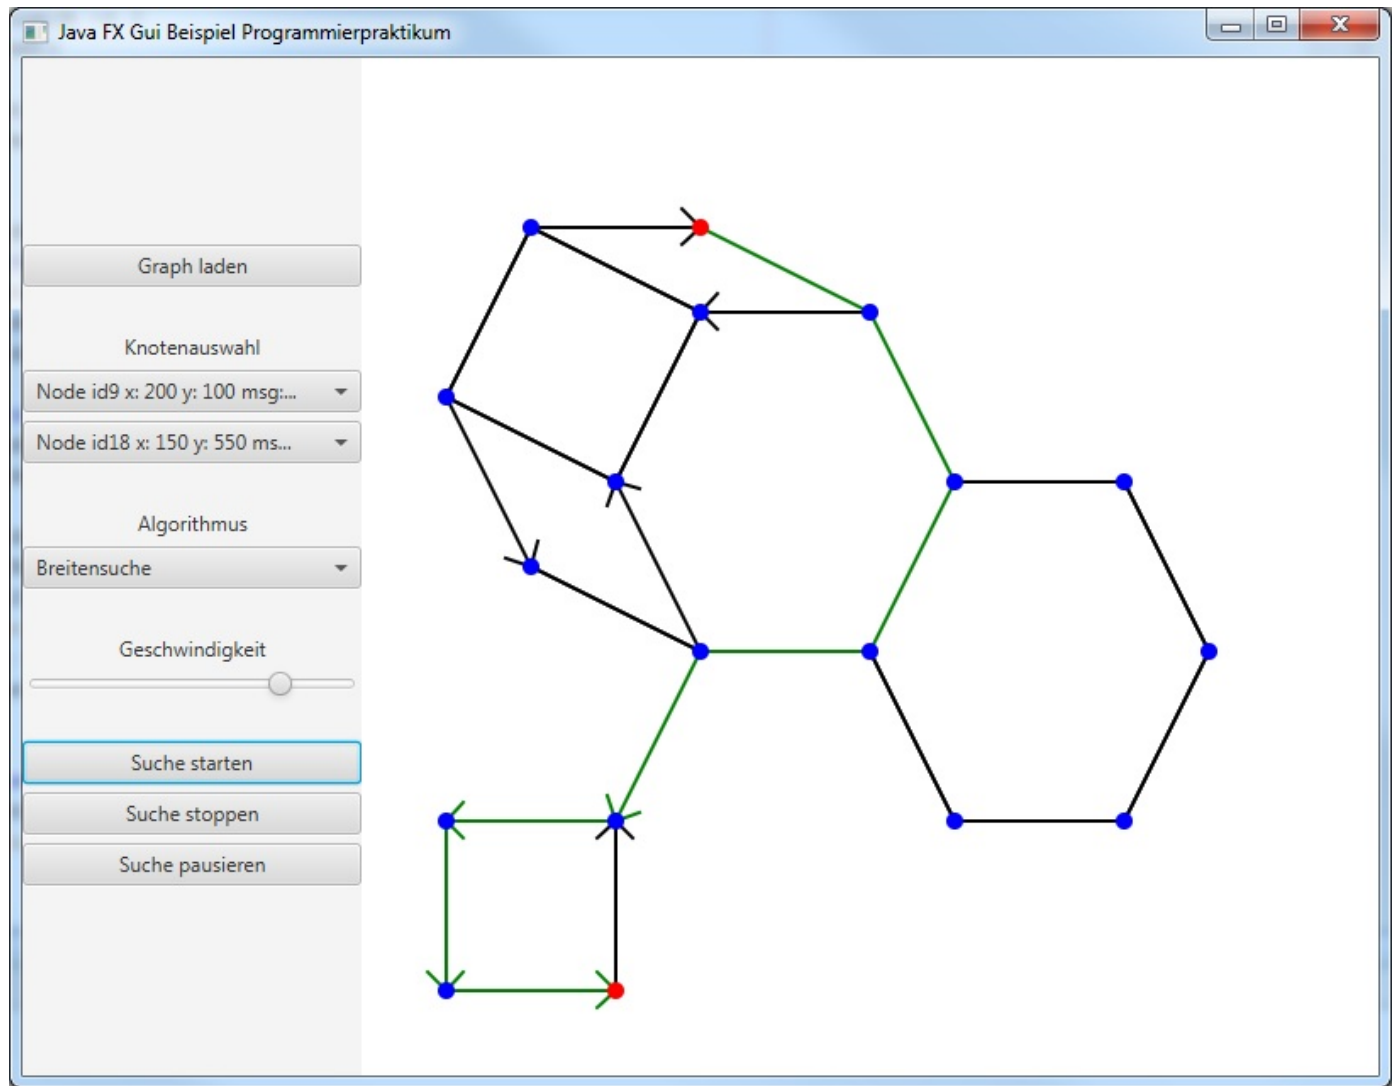 Java FX Gui Beispiel Programmierpraktikum
Graph laden
Knotenauswahl
Node id9 x: 200 y: 100 msg:...
Node id18 x: 150 y: 550 ms...
Algorithmus
Breitensuche
Geschwindigkeit
Suche starten
Suche stoppen
Suche pausieren